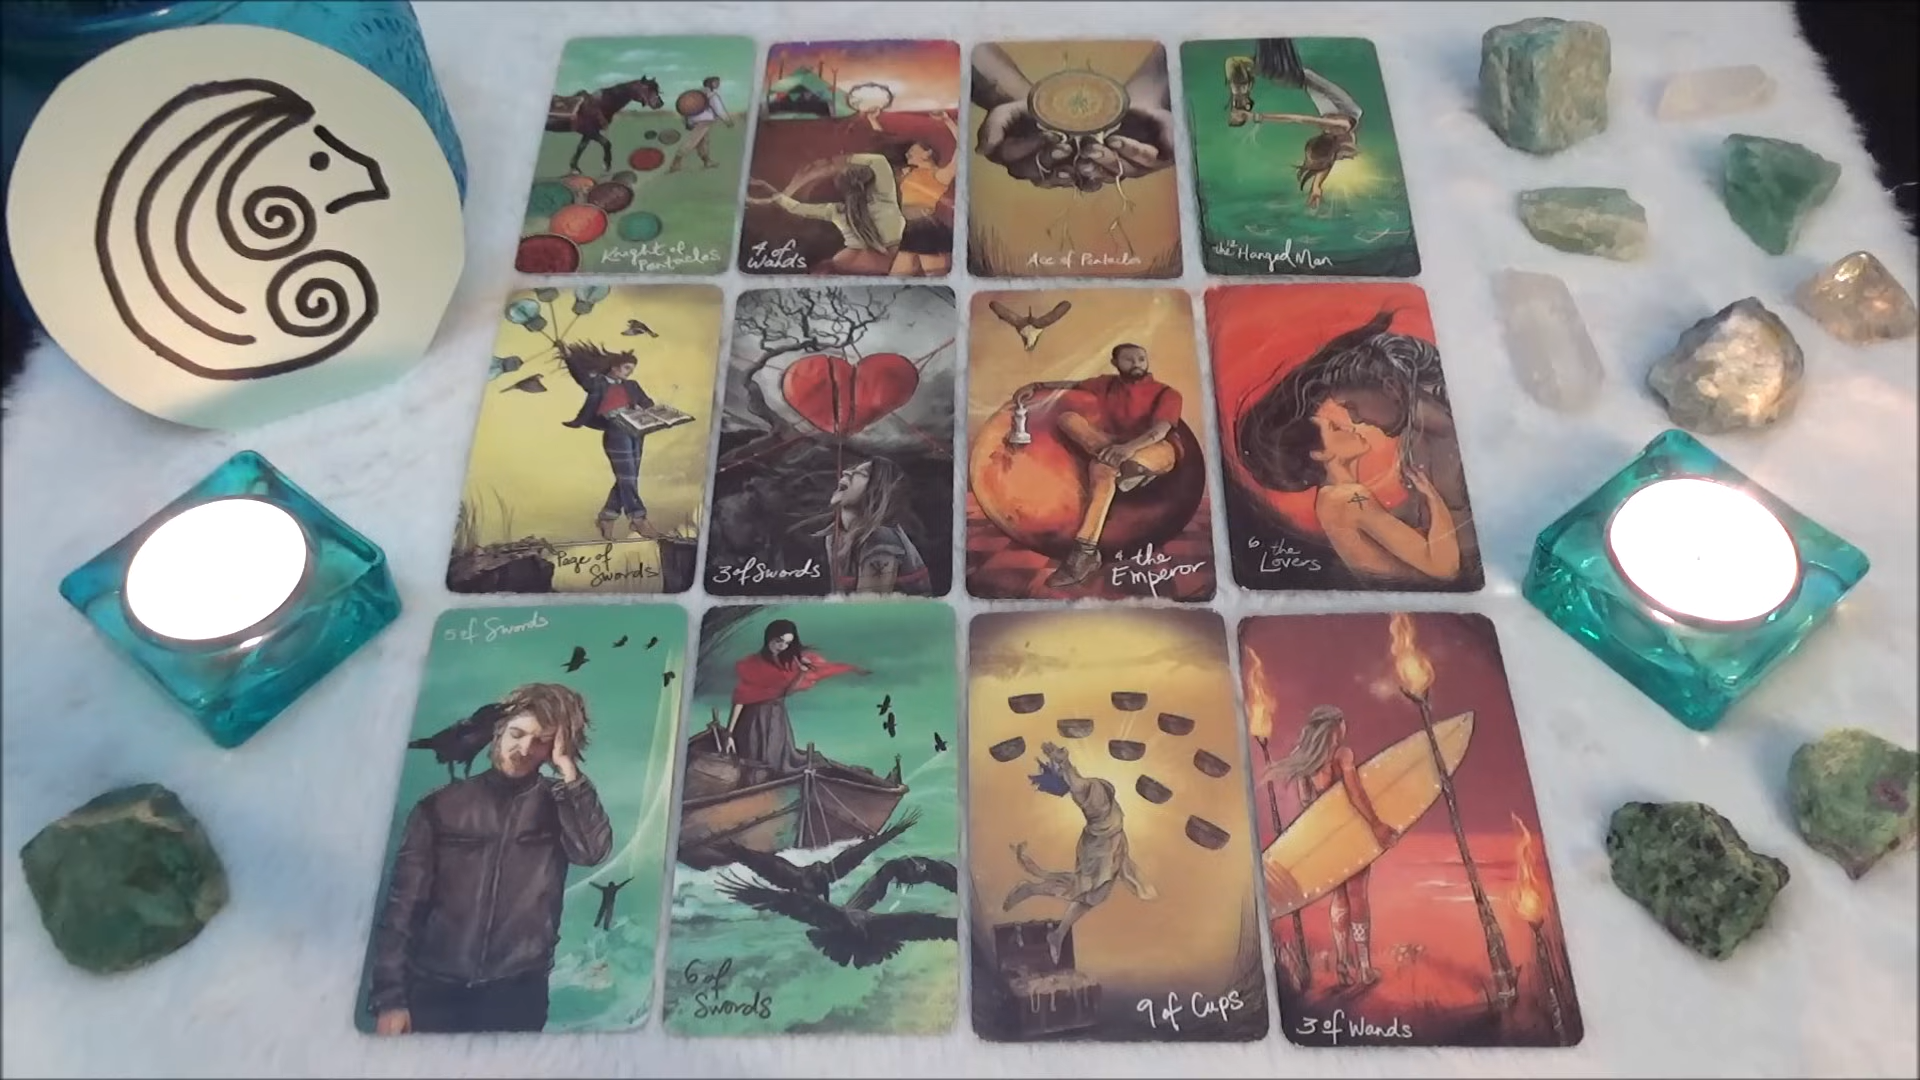 Knight of
Pentacles
4 of
Wands
Ace of Pentacles
12
the Hanged Man
Page of
Swords
3 of Swords
4 the
Emperor
6 the
Lovers
5 of Swords
6 of
Swords
9 of Cups
3 of Wands